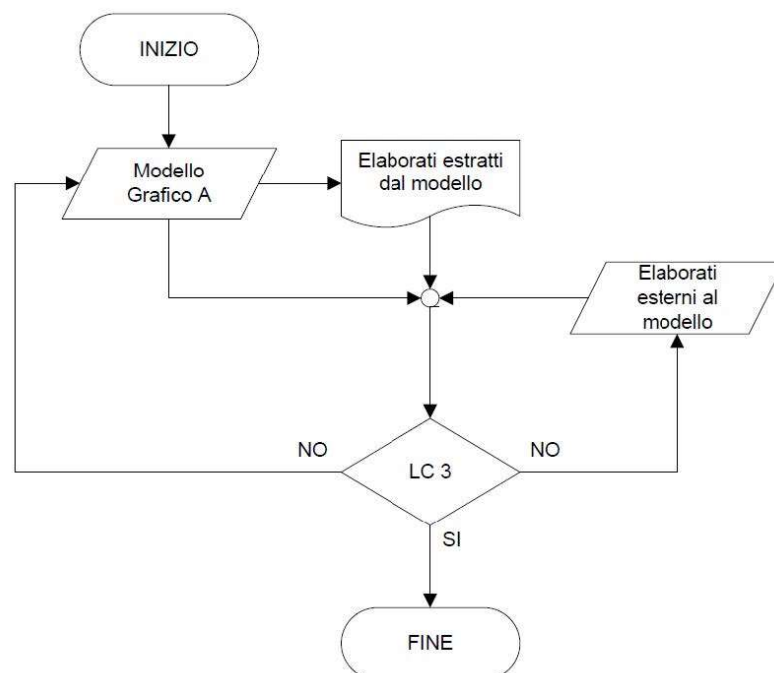 INIZIO
Modello
Grafico A
Elaborati estratti
dal modello
Elaborati
esterni al
modello
NO
LC 3
NO
SI
FINE